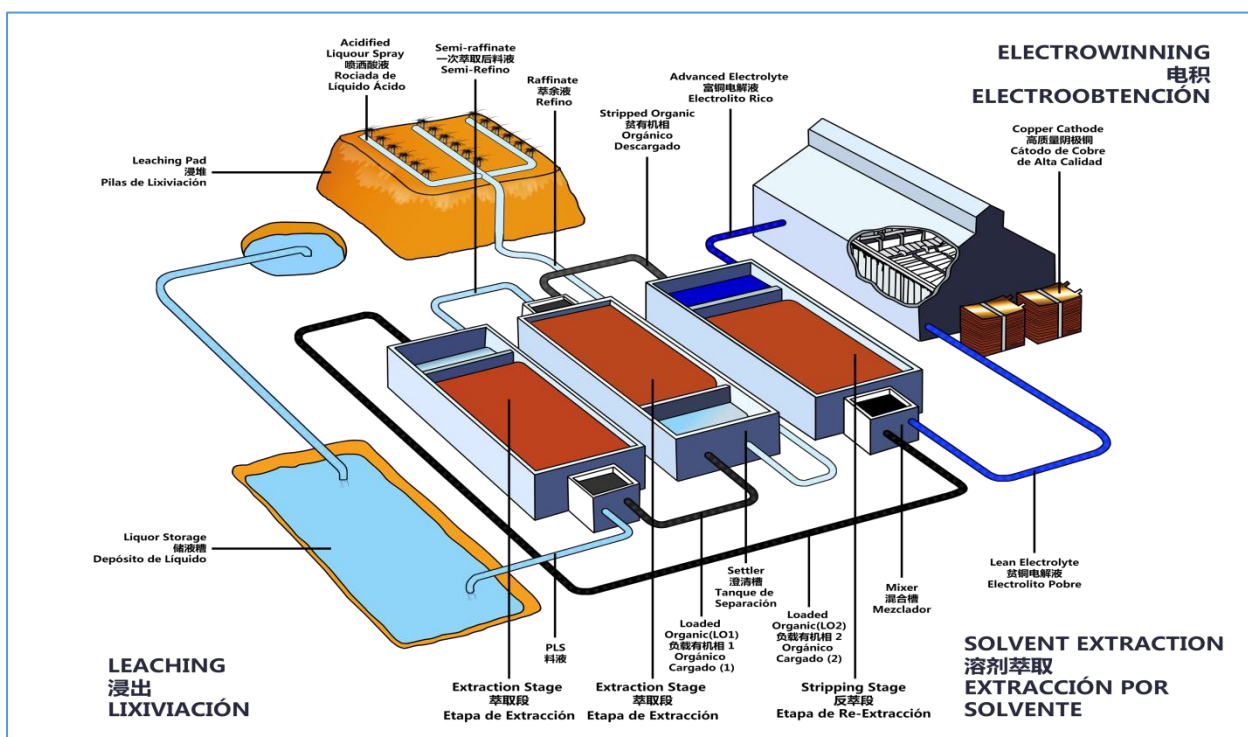 Acidified
Liquour Spray
喷洒酸液
Rociada de
Líquido Ácido
Semi-raffinate
一次萃取后料液
Semi-Refino
Raffinate
萃余液
Refino
Advanced Electrolyte
富铜电解液
Electrolito Rico
ELECTROWINNING
电积
ELECTROOBTENCIÓN
Stripped Organic
贫有机相
Orgánico
Descargado
Copper Cathode
高质量阴极铜
Cátodo de Cobre
de Alta Calidad
Leaching Pad
浸堆
Pilas de Lixiviación
Liquor Storage
储液槽
Depósito de Líquido
Settler
澄清槽
Tanque de
Separación
Mixer
混合槽
Mezclador
Lean Electrolyte
贫铜电解液
Electrolito Pobre
PLS
料液
Loaded
Organic(LO1)
负载有机相 1
Orgánico
Cargado (1)
Loaded
Organic(LO2)
负载有机相 2
Orgánico
Cargado (2)
LEACHING
浸出
LIXIVIACIÓN
Extraction Stage
萃取段
Etapa de Extracción
Extraction Stage
萃取段
Etapa de Extracción
Stripping Stage
反萃段
Etapa de Re-Extracción
SOLVENT EXTRACTION
溶剂萃取
EXTRACCIÓN POR
SOLVENTE